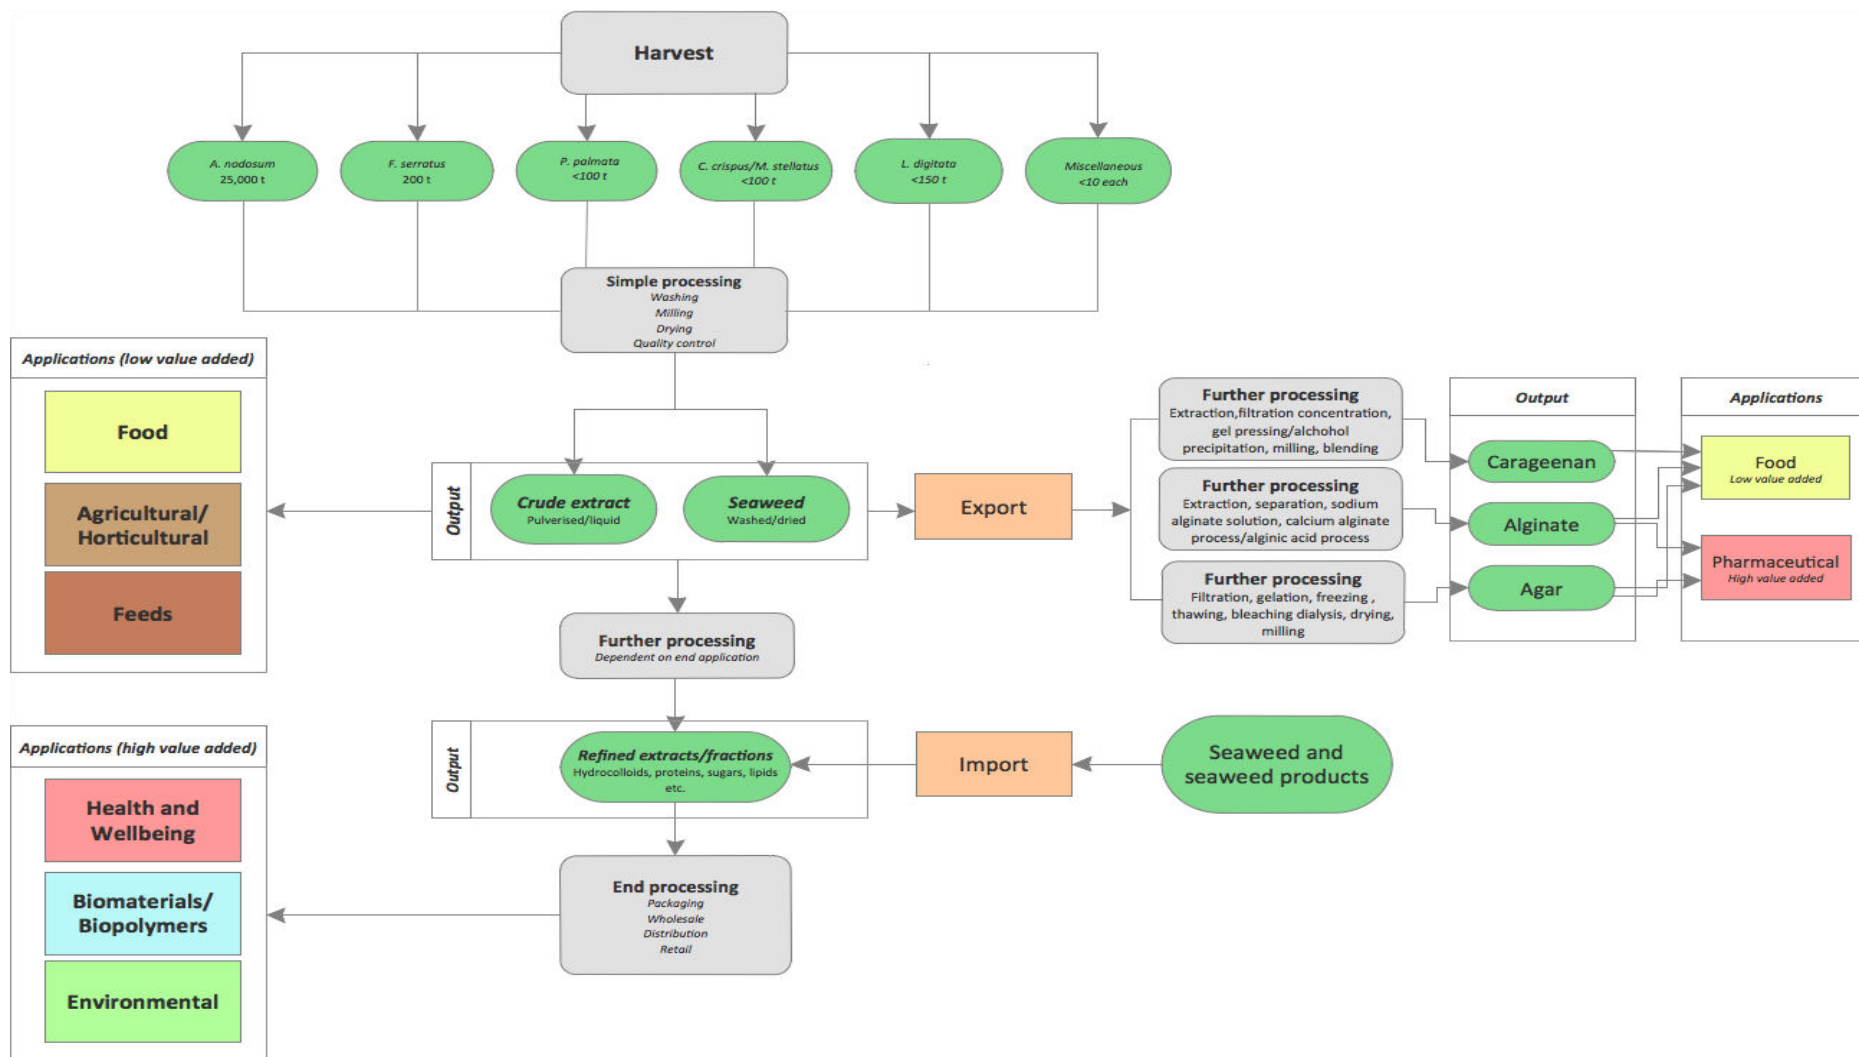 Harvest
A. nodosum
25,000 t
F. serratus
200 t
P. palmata
<100 t
C. crispus/M. stellatus
<100 t
L. digitata
<150 t
Miscellaneous
<10 each
Simple processing
Washing
Milling
Drying
Quality control
Applications (low value added)
Food
Agricultural/
Horticultural
Feeds
Output
Crude extract
Pulverised/liquid
Seaweed
Washed/dried
Export
Further processing
Extraction,filtration concentration,
gel pressing/alchohol
precipitation, milling, blending
Further processing
Extraction, separation, sodium
alginate solution, calcium alginate
process/alginic acid process
Further processing
Filtration, gelation, freezing ,
thawing, bleaching dialysis, drying,
milling
Output
Carageenan
Alginate
Agar
Applications
Food
Low value added
Pharmaceutical
High value added
Further processing
Dependent on end application
Applications (high value added)
Health and
Wellbeing
Biomaterials/
Biopolymers
Environmental
Output
Refined extracts/fractions
Hydrocolloids, proteins, sugars, lipids
etc.
Import
Seaweed and
seaweed products
End processing
Packaging
Wholesale
Distribution
Retail